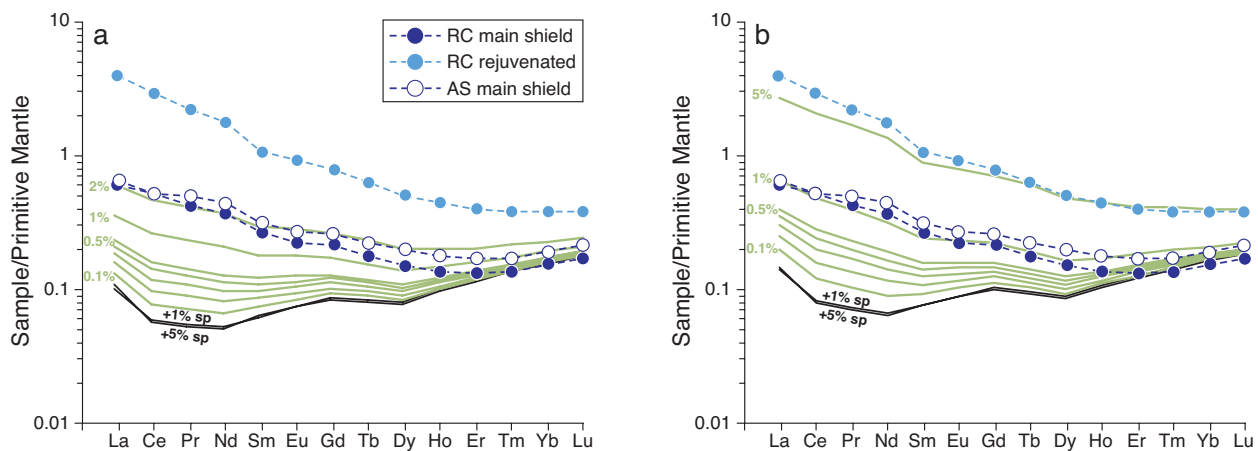 a
RC main shield
RC rejuvenated
AS main shield
Sample/Primitive Mantle
10
1
0.1
0.01
2%
1%
0.5%
0.1%
+1% sp
+5% sp
La Ce Pr Nd Sm Eu Gd Tb Dy Ho Er Tm Yb Lu
b
Sample/Primitive Mantle
10
1
0.1
0.01
5%
1%
0.5%
0.1%
+1% sp
+5% sp
La Ce Pr Nd Sm Eu Gd Tb Dy Ho Er Tm Yb Lu